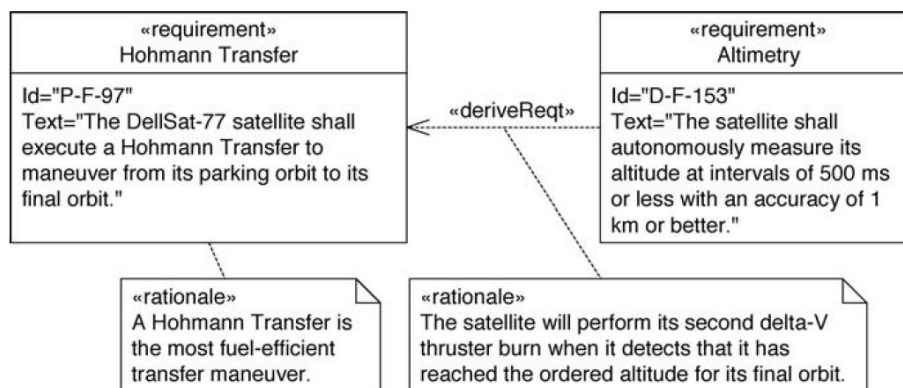 «requirement»
Hohmann Transfer
Id="P-F-97"
Text="The DellSat-77 satellite shall
execute a Hohmann Transfer to
maneuver from its parking orbit to its
final orbit."
«deriveReqt»
«requirement»
Altimetry
Id="D-F-153"
Text="The satellite shall
autonomously measure its
altitude at intervals of 500 ms
or less with an accuracy of 1
km or better."
«rationale»
A Hohmann Transfer is
the most fuel-efficient
transfer maneuver.
«rationale»
The satellite will perform its second delta-V
thruster burn when it detects that it has
reached the ordered altitude for its final orbit.